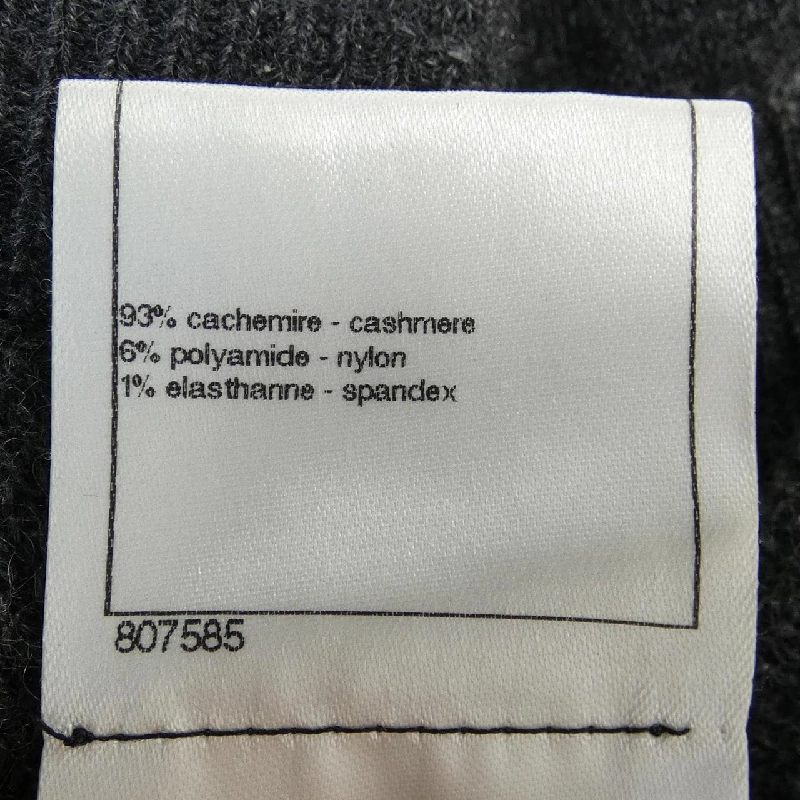 93% cachemire - cashmere
6% polyamide - nylon
1% elasthanne - spandex
807585